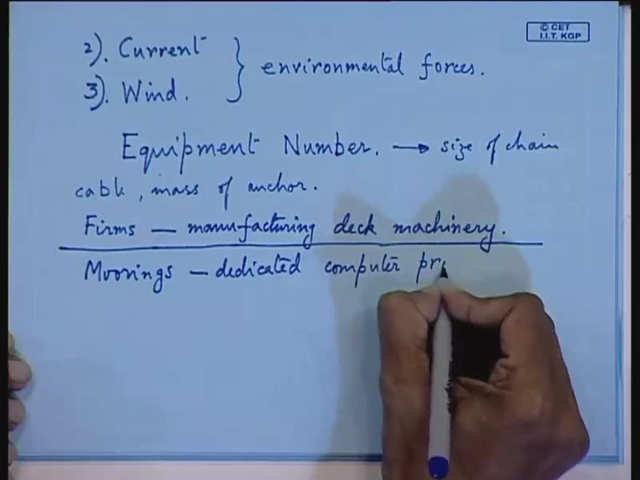 © CET
I.I.T. KGP
2). Current
3). Wind.
environmental forces.
Equipment Number. → size of chain
cable, mass of anchor.
Firms — manufacturing deck machinery.
Moorings — dedicated computer pr